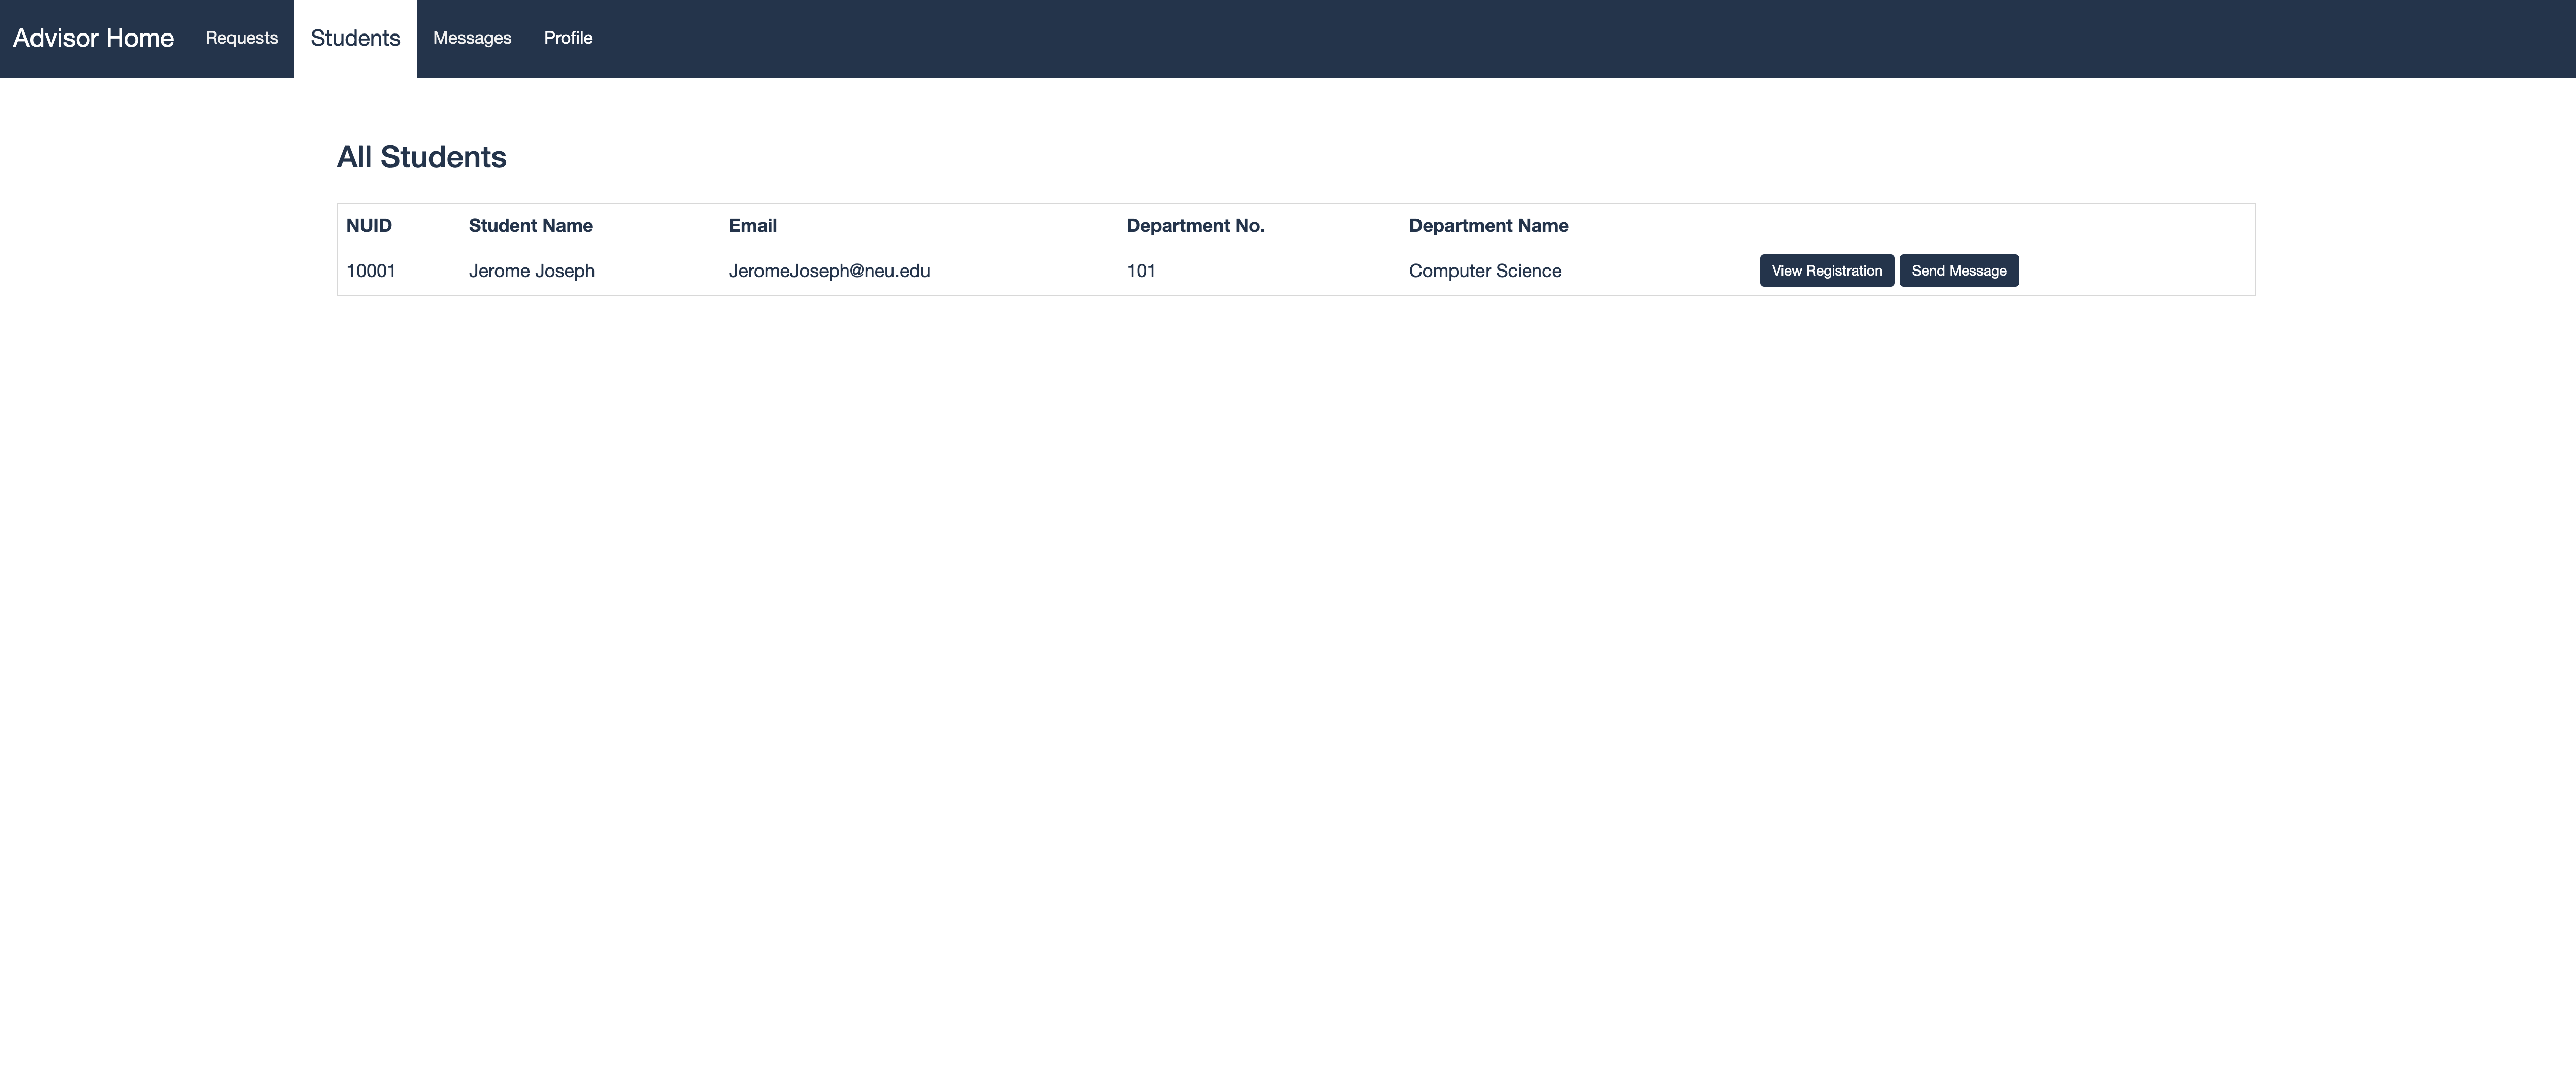 Advisor Home Requests Students Messages Profile
All Students
NUID Student Name Email Department No. Department Name
10001 Jerome Joseph JeromeJoseph@neu.edu 101 Computer Science View Registration Send Message